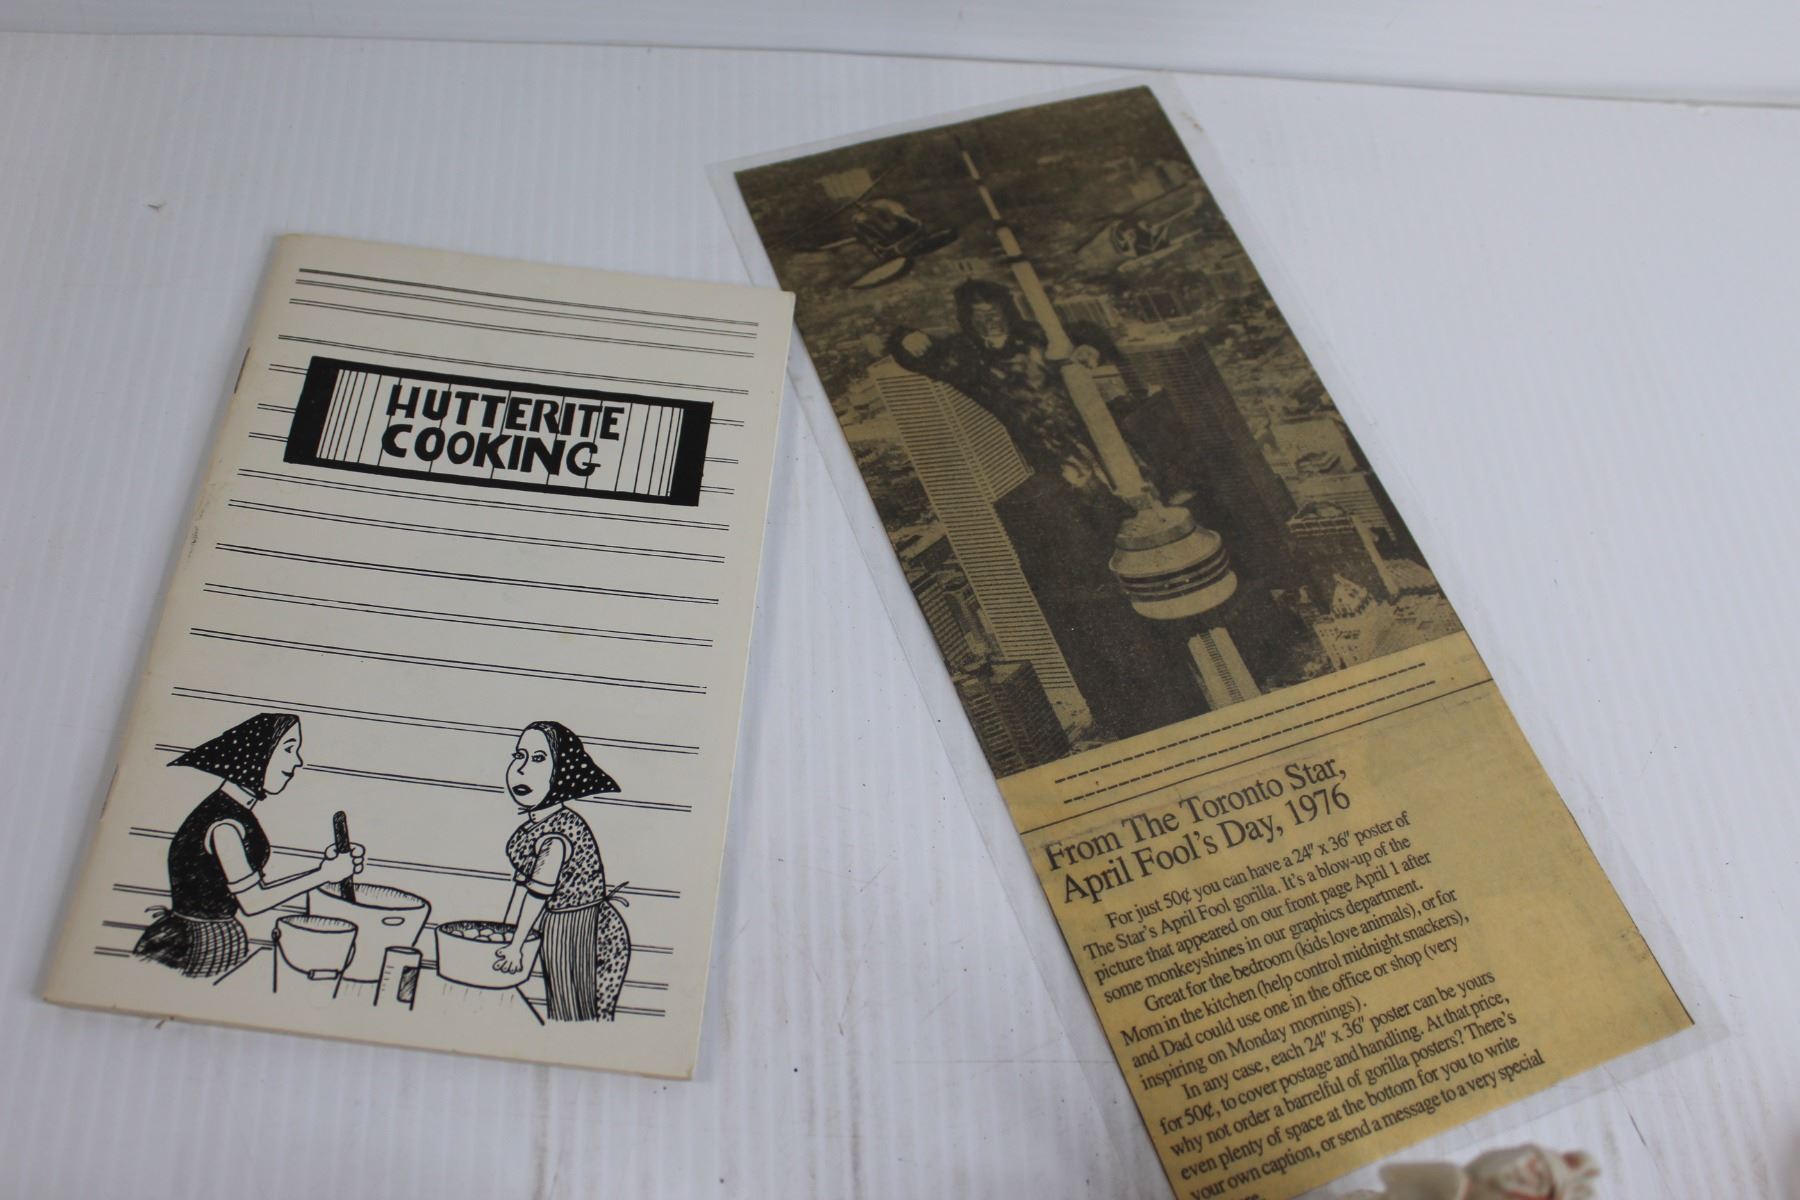 HUTTERITE
COOKING
From The Toronto Star,
April Fool's Day, 1976
For just 50¢ you can have a 24" x 36" poster of
The Star's April Fool gorilla. It's a blow-up of the
picture that appeared on our front page April 1 after
some monkeyshines in our graphics department.
Great for the bedroom (kids love animals), or for
Mom in the kitchen (help control midnight snackers),
and Dad could use one in the office or shop (very
inspiring on Monday mornings).
In any case, each 24" x 36" poster can be yours
for 50¢, to cover postage and handling. At that price,
why not order a barrelful of gorilla posters? There's
even plenty of space at the bottom for you to write
your own caption, or send a message to a very special